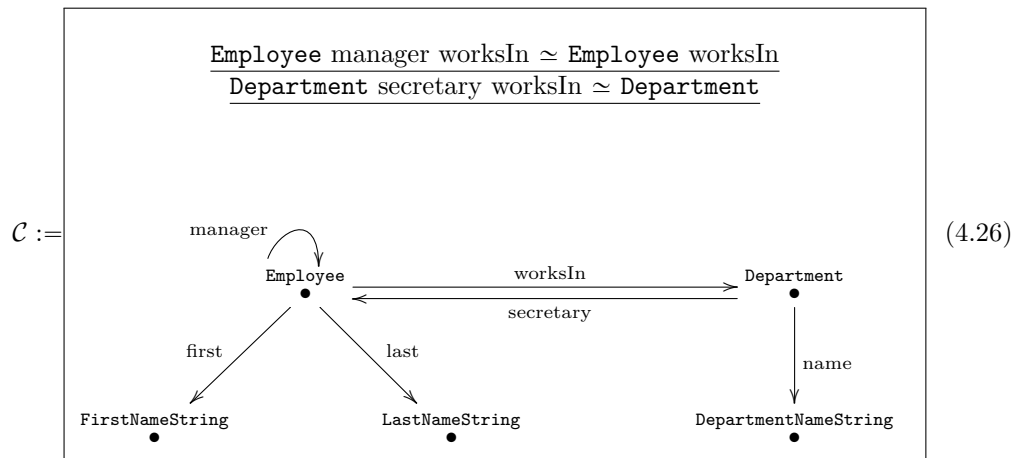 Employee manager worksIn ≃ Employee worksIn
Department secretary worksIn ≃ Department
C := (4.26)
manager
Employee worksIn Department
secretary
first last name
FirstNameString LastNameString DepartmentNameString